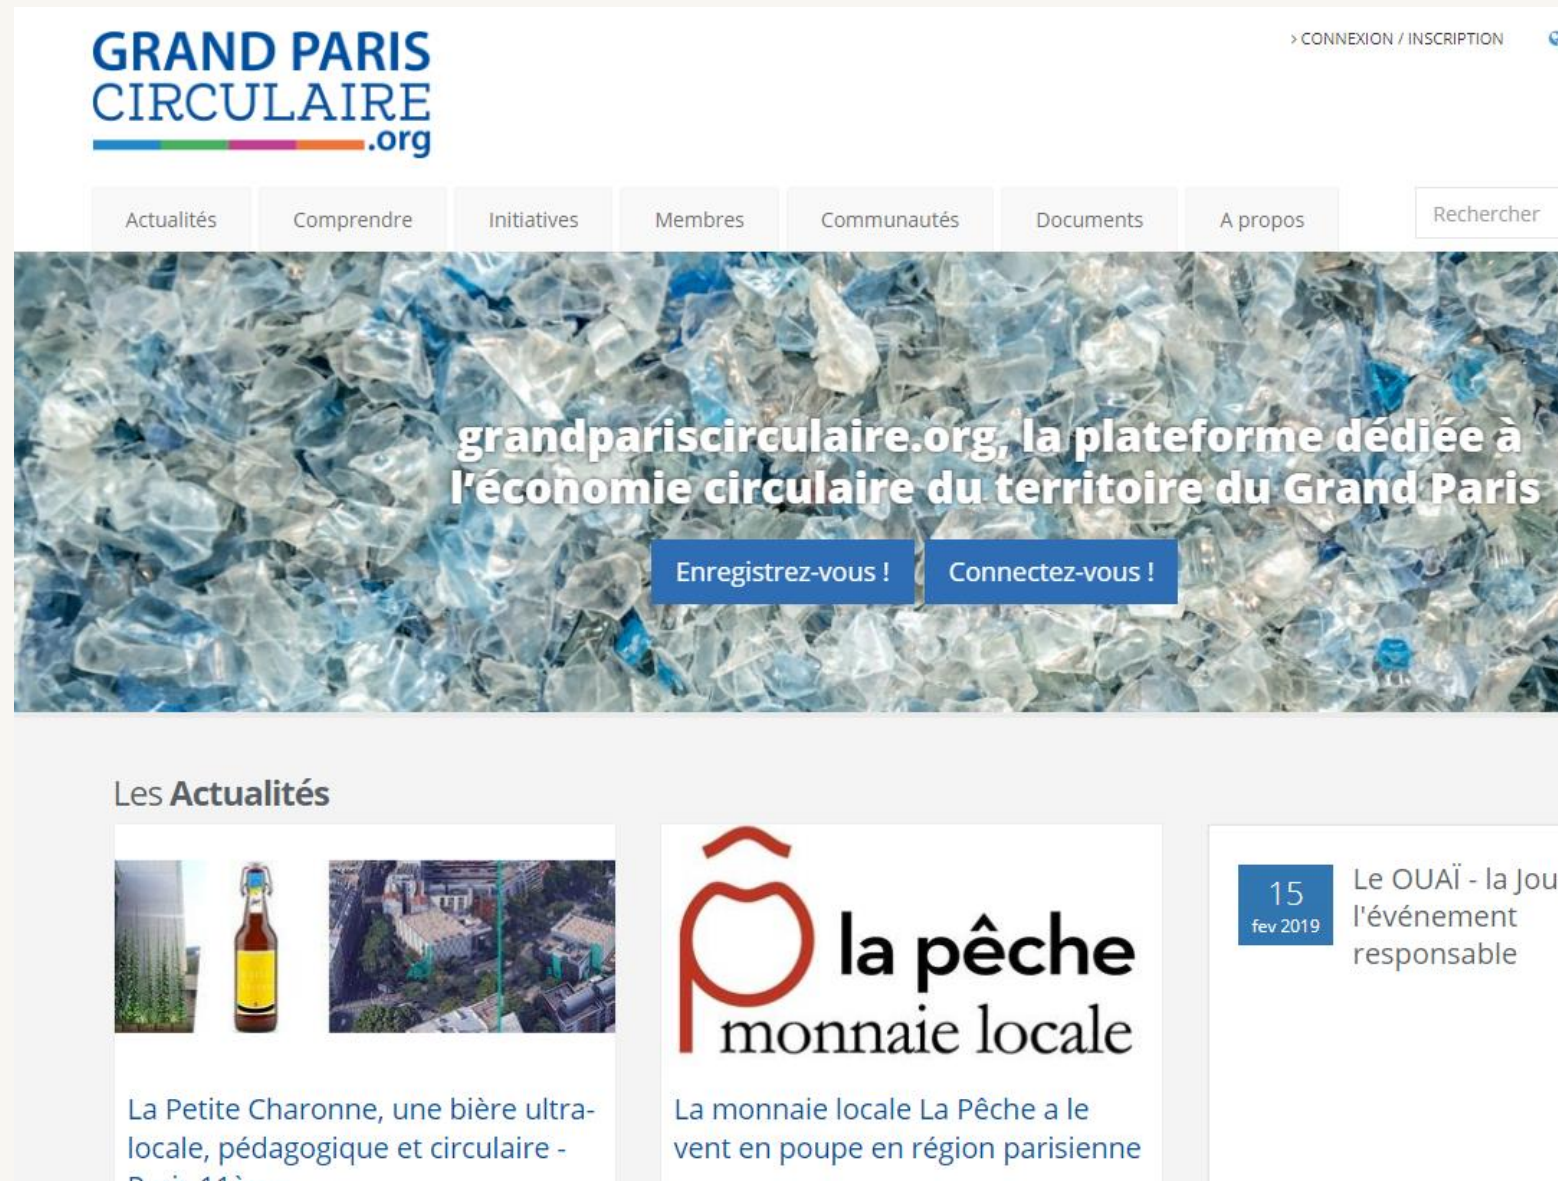 GRAND PARIS
CIRCULAIRE
.org
> CONNEXION / INSCRIPTION
Actualités
Comprendre
Initiatives
Membres
Communautés
Documents
A propos
Rechercher
grandpariscirculaire.org, la plateforme dédiée à
l'économie circulaire du territoire du Grand Paris
Enregistrez-vous !
Connectez-vous !
Les Actualités
la pêche
monnaie locale
La Petite Charonne, une bière ultra-
locale, pédagogique et circulaire -
La monnaie locale La Pêche a le
vent en poupe en région parisienne
15
fev 2019
Le OUAÏ - la Jou
l'événement
responsable